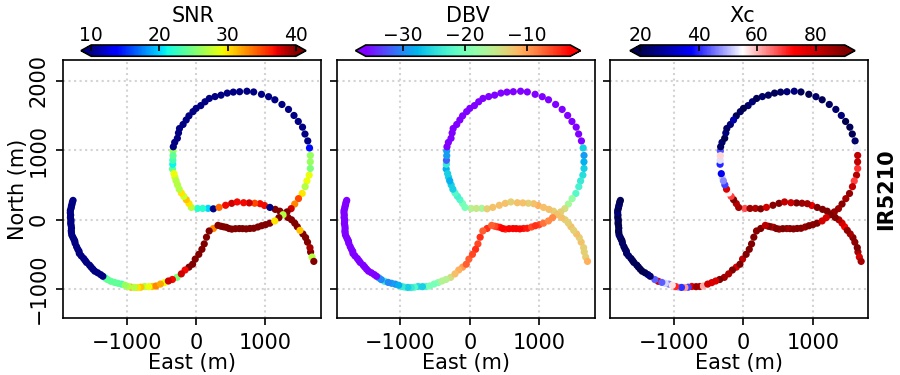 SNR DBV Xc
10 20 30 40 −30 −20 −10 20 40 60 80
2000
1000
0
−1000
North (m)
IR5210
−1000 0 1000 −1000 0 1000 −1000 0 1000
East (m) East (m) East (m)